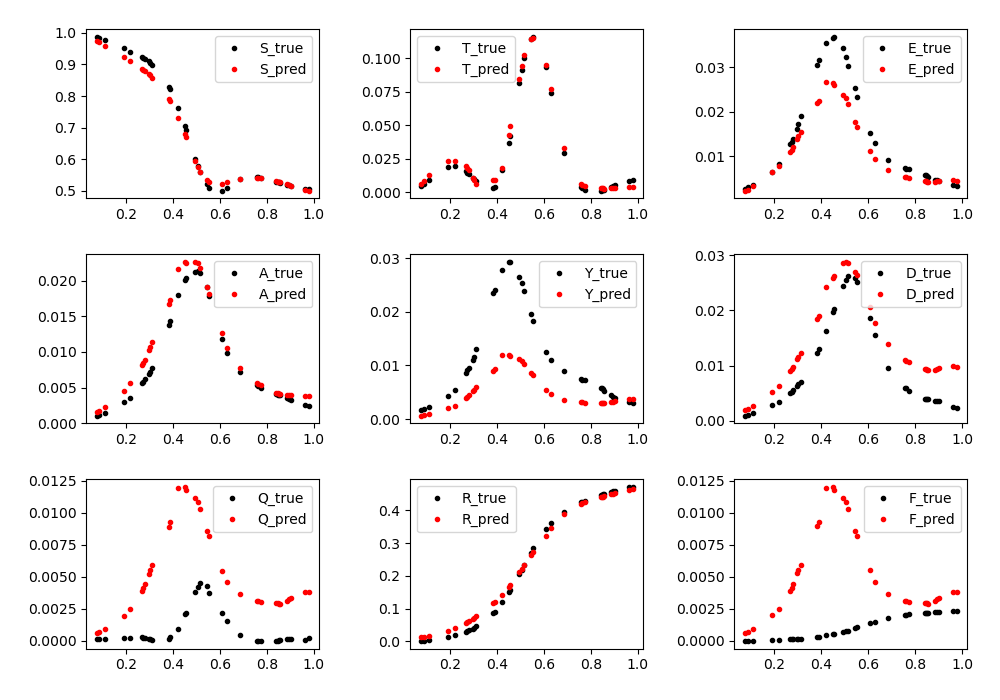 1.0
0.9
0.8
0.7
0.6
0.5
0.2 0.4 0.6 0.8 1.0
S_true
S_pred
0.100
0.075
0.050
0.025
0.000
0.2 0.4 0.6 0.8 1.0
T_true
T_pred
0.03
0.02
0.01
0.2 0.4 0.6 0.8 1.0
E_true
E_pred
0.020
0.015
0.010
0.005
0.000
0.2 0.4 0.6 0.8 1.0
A_true
A_pred
0.03
0.02
0.01
0.00
0.2 0.4 0.6 0.8 1.0
Y_true
Y_pred
0.03
0.02
0.01
0.00
0.2 0.4 0.6 0.8 1.0
D_true
D_pred
0.0125
0.0100
0.0075
0.0050
0.0025
0.0000
0.2 0.4 0.6 0.8 1.0
Q_true
Q_pred
0.4
0.3
0.2
0.1
0.0
0.2 0.4 0.6 0.8 1.0
R_true
R_pred
0.0125
0.0100
0.0075
0.0050
0.0025
0.0000
0.2 0.4 0.6 0.8 1.0
F_true
F_pred